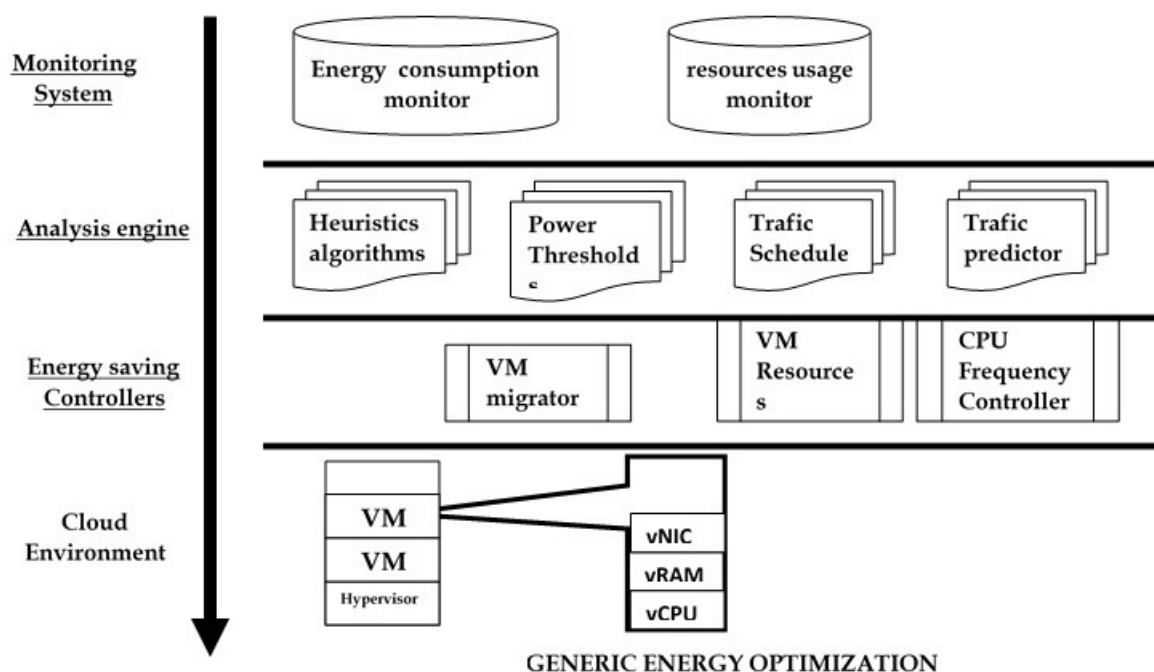 Monitoring
System
Energy consumption
monitor
resources usage
monitor
Analysis engine
Heuristics
algorithms
Power
Threshold
s
Trafic
Schedule
Trafic
predictor
Energy saving
Controllers
VM
migrator
VM
Resource
s
CPU
Frequency
Controller
Cloud
Environment
VM
VM
Hypervisor
vNIC
vRAM
vCPU
GENERIC ENERGY OPTIMIZATION